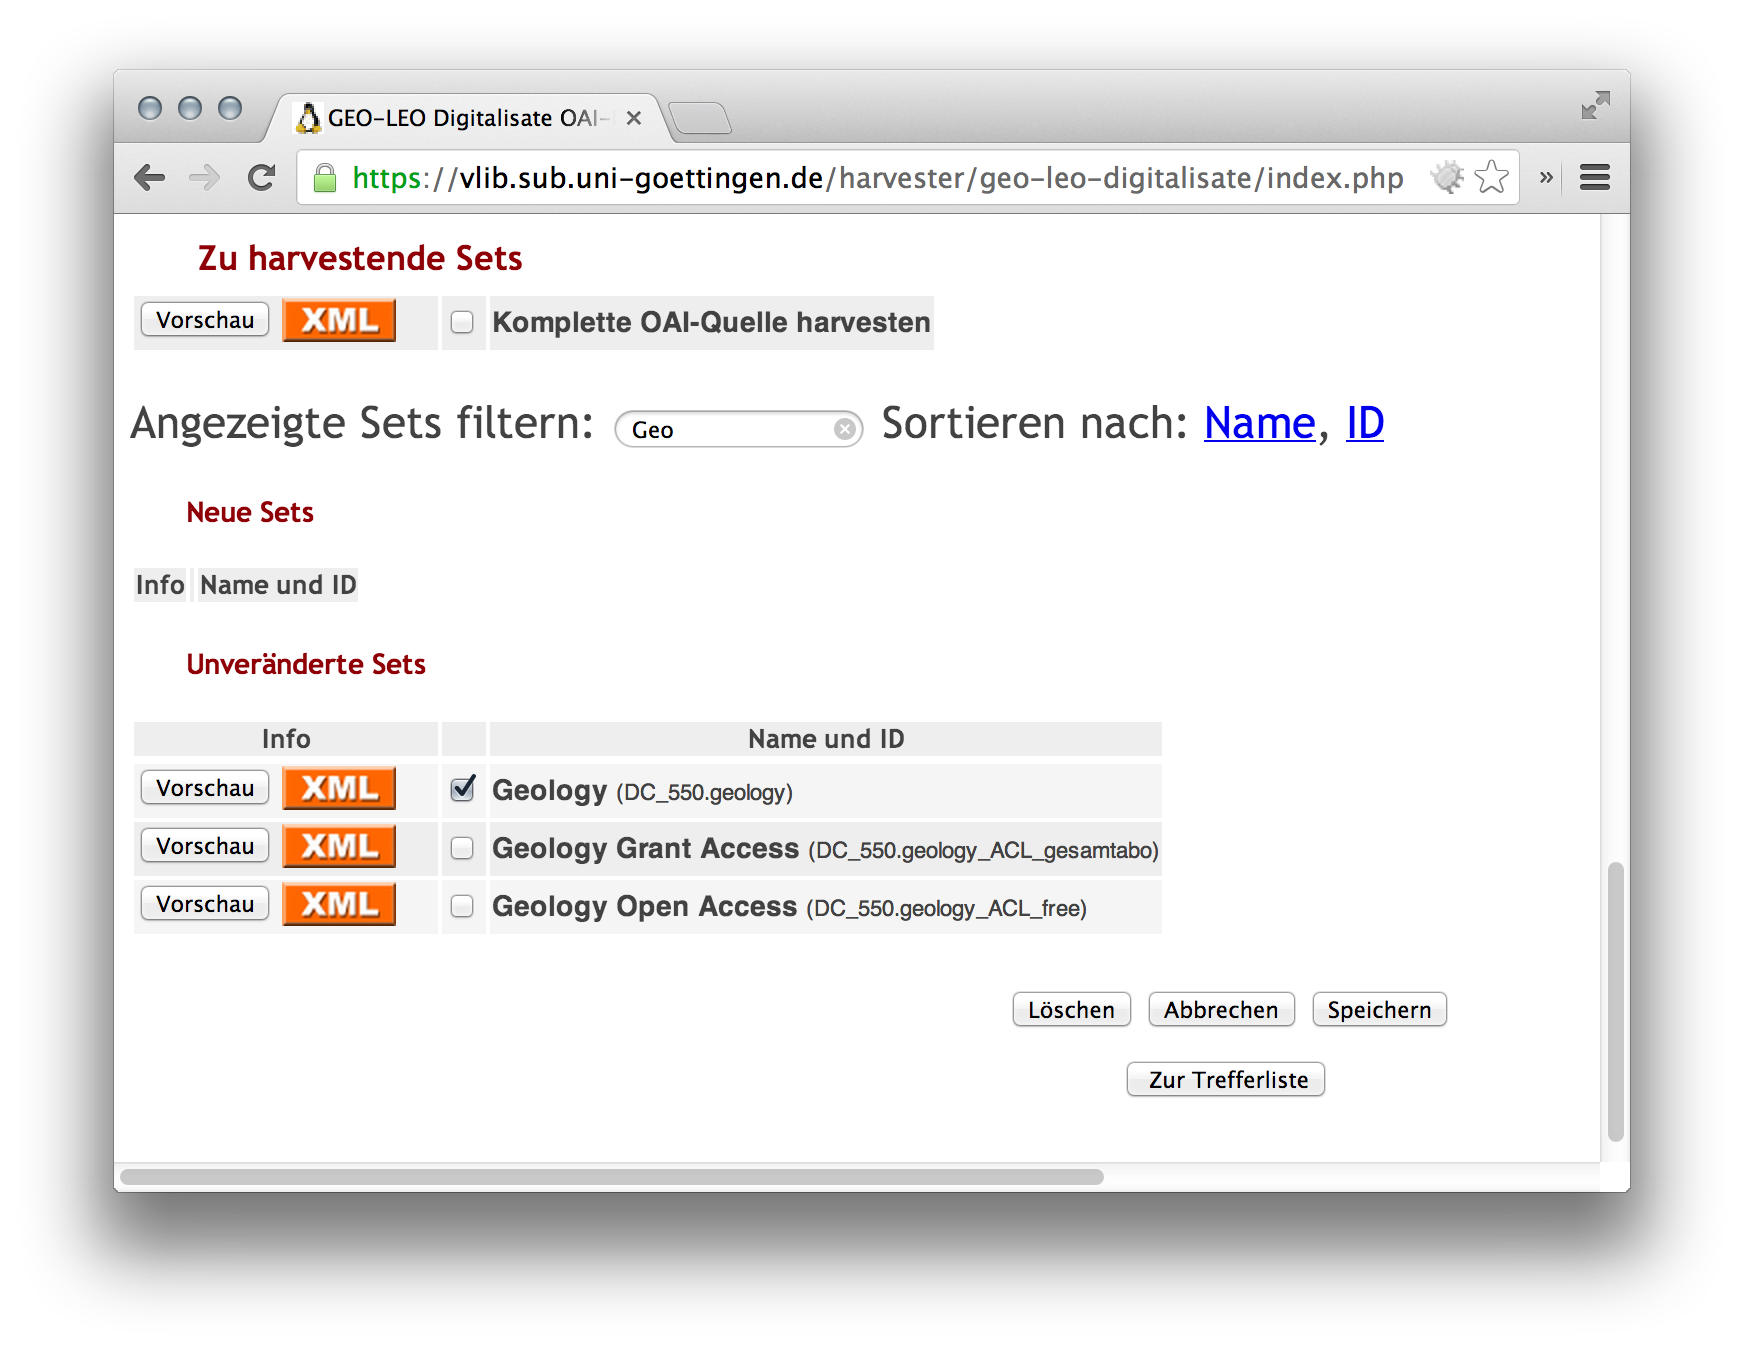 GEO-LEO Digitalisate OAI-
https://vlib.sub.uni-goettingen.de/harvester/geo-leo-digitalisate/index.php
»
Zu harvestende Sets
Vorschau XML Komplette OAI-Quelle harvesten
Angezeigte Sets filtern: Geo Sortieren nach: Name, ID
Neue Sets
Info Name und ID
Unveränderte Sets
Info Name und ID
Vorschau XML Geology (DC_550.geology)
Vorschau XML Geology Grant Access (DC_550.geology_ACL_gesamtabo)
Vorschau XML Geology Open Access (DC_550.geology_ACL_free)
Löschen Abbrechen Speichern
Zur Trefferliste